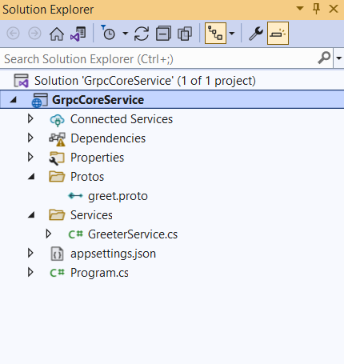 Solution Explorer
Search Solution Explorer (Ctrl+;)
Solution 'GrpcCoreService' (1 of 1 project)
GrpcCoreService
Connected Services
Dependencies
Properties
Protos
greet.proto
Services
C# GreeterService.cs
appsettings.json
C# Program.cs